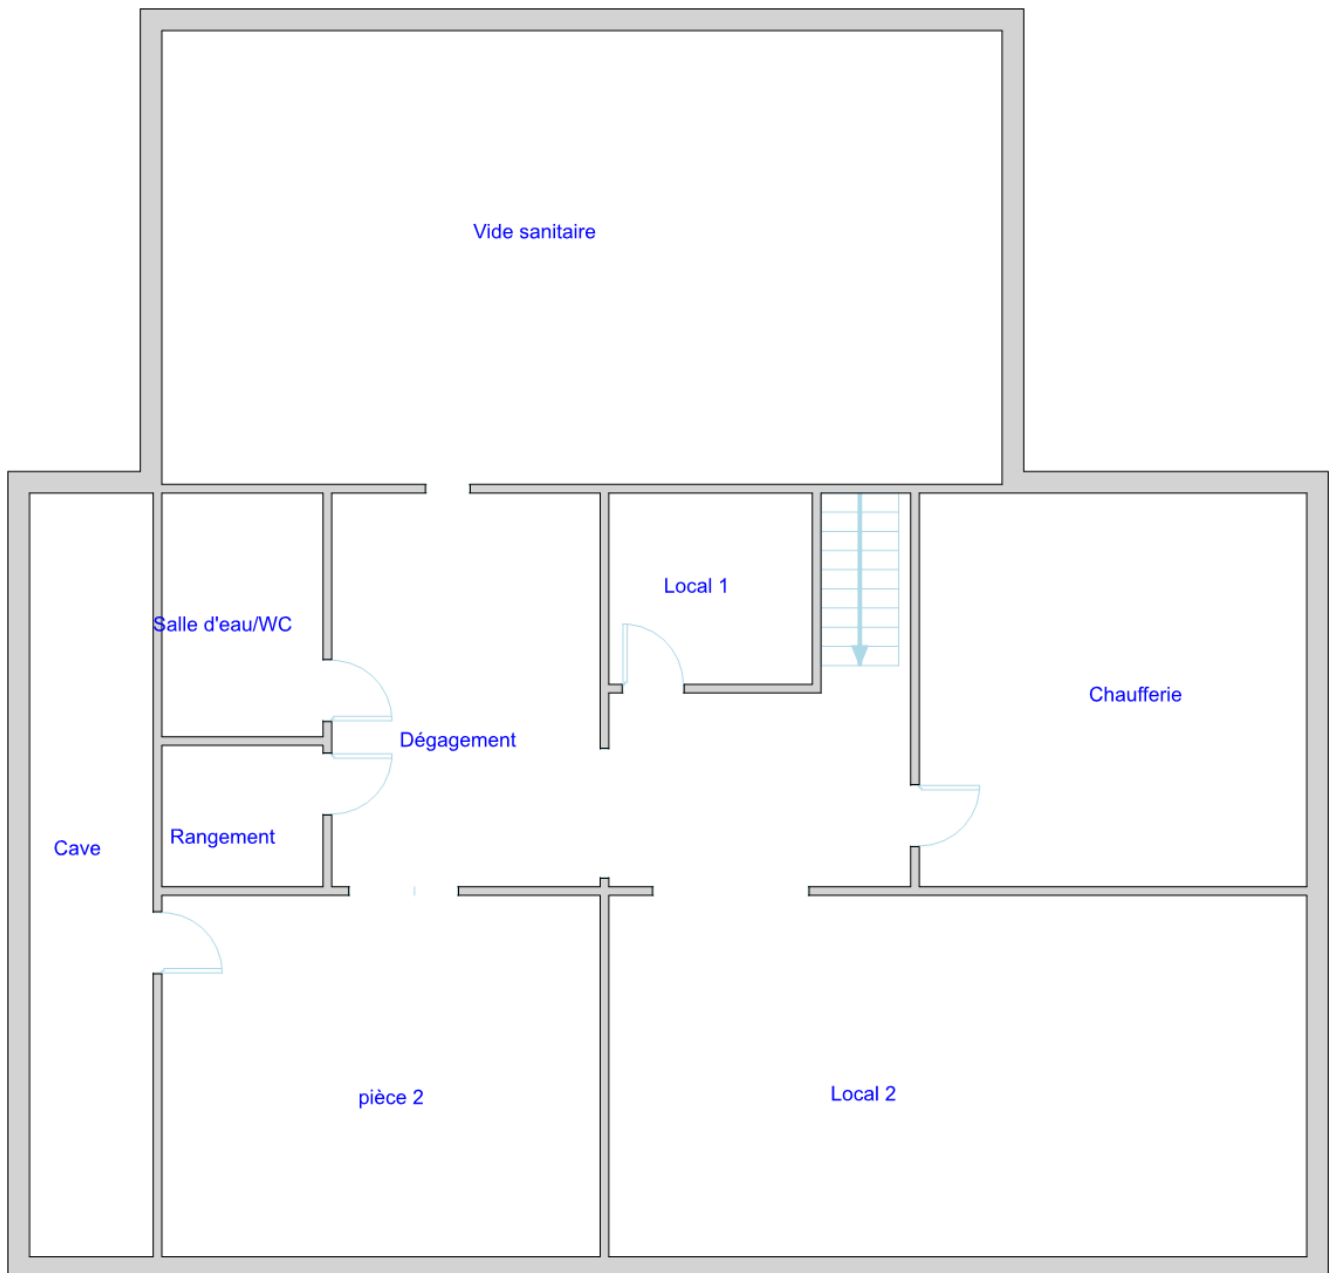 Vide sanitaire
Local 1
Salle d'eau/WC
Chaufferie
Dégagement
Rangement
Cave
pièce 2
Local 2